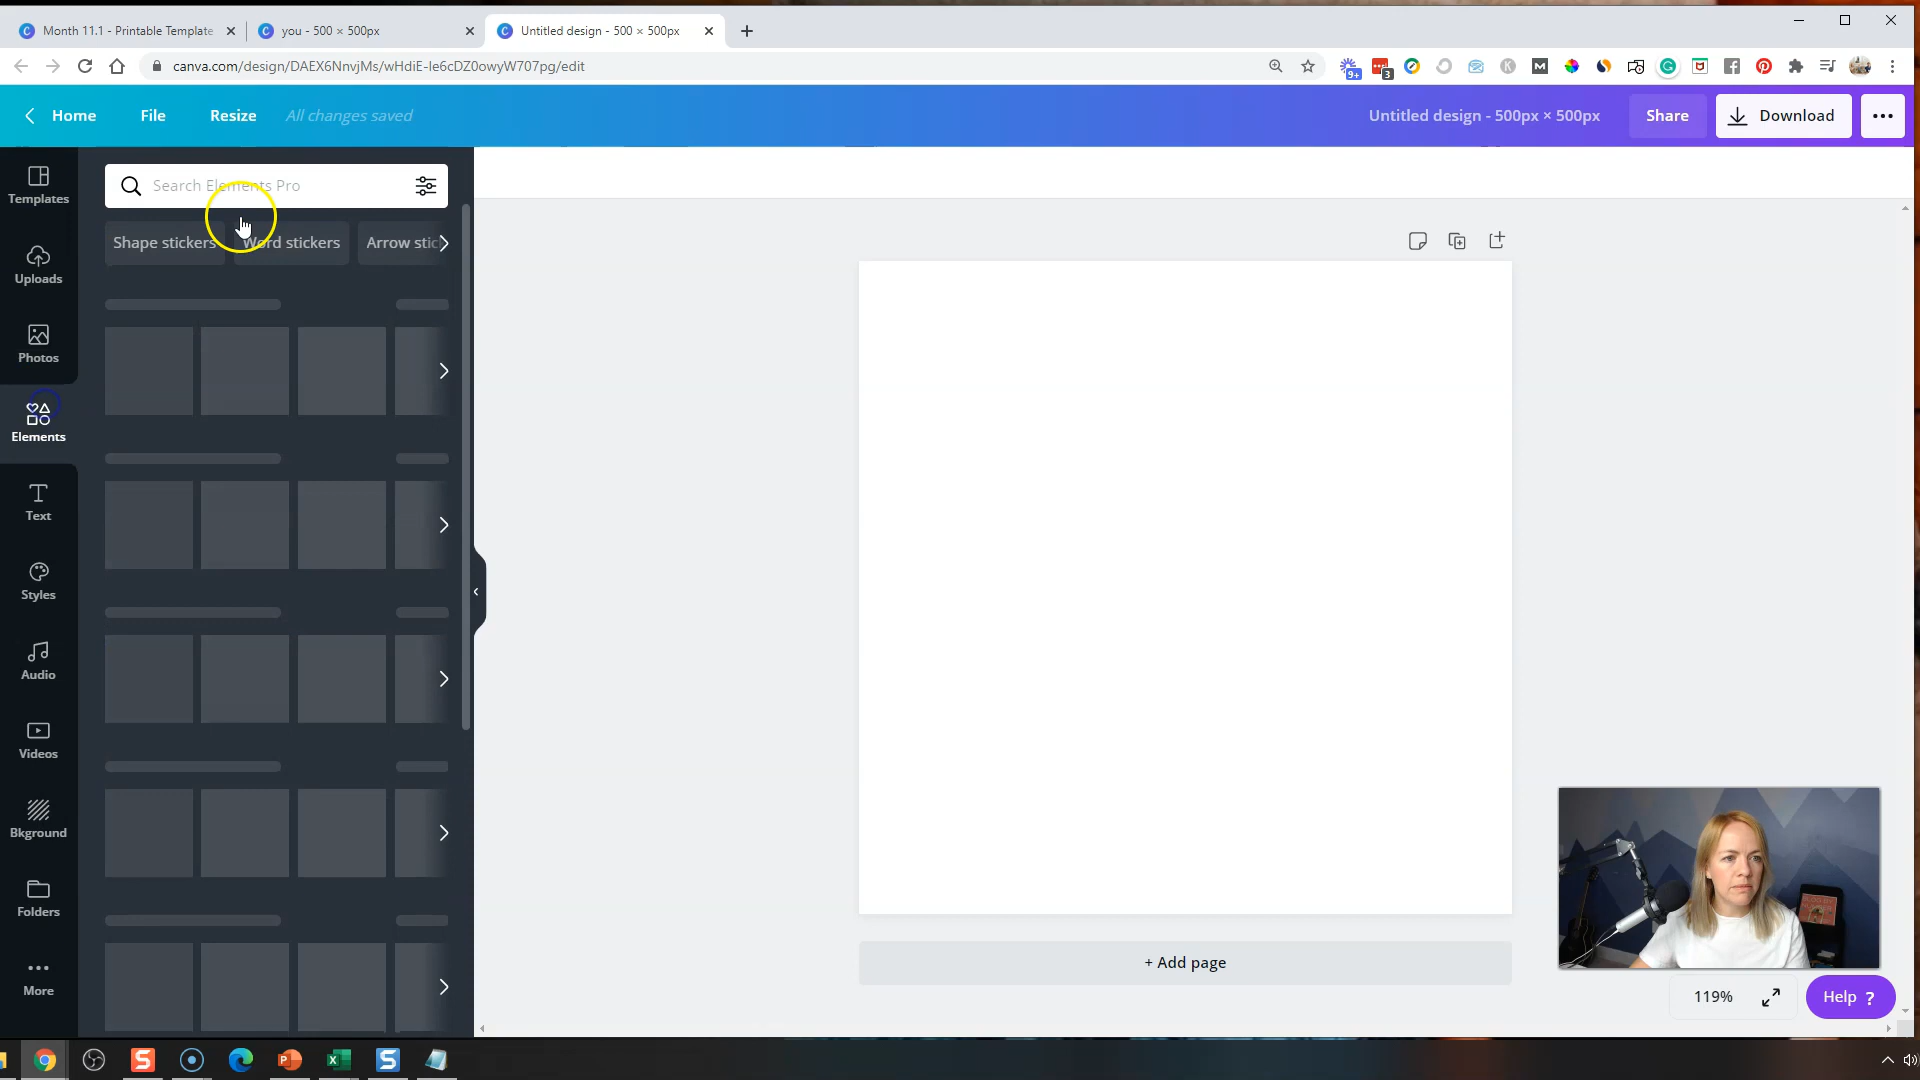 Month 11.1 - Printable Template
you - 500 × 500px
Untitled design - 500 × 500px
canva.com/design/DAEX6NnvjMs/wHdiE-le6cDZ0owyW707pg/edit
9+
3
Home
File
Resize
All changes saved
Untitled design - 500px × 500px
Share
Download
Templates
Uploads
Photos
Elements
Text
Styles
Audio
Videos
Bkground
Folders
More
Search Elements Pro
Shape stickers
Word stickers
Arrow stic
+ Add page
119%
Help ?